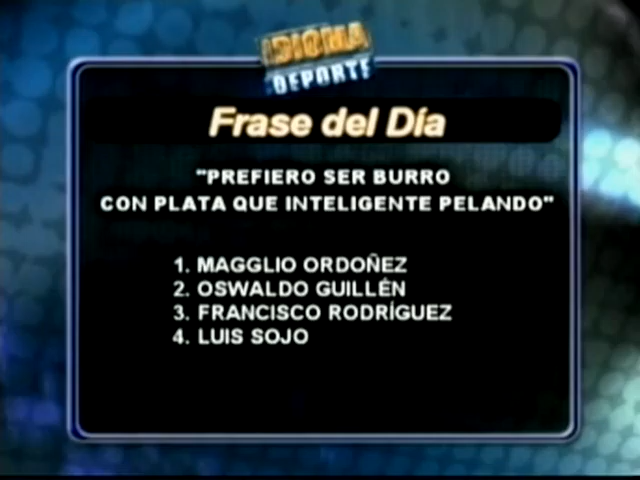 IDIOMA
DEPORTE
Frase del Día
"PREFIERO SER BURRO
CON PLATA QUE INTELIGENTE PELANDO"
1. MAGGLIO ORDOÑEZ
2. OSWALDO GUILLÉN
3. FRANCISCO RODRÍGUEZ
4. LUIS SOJO